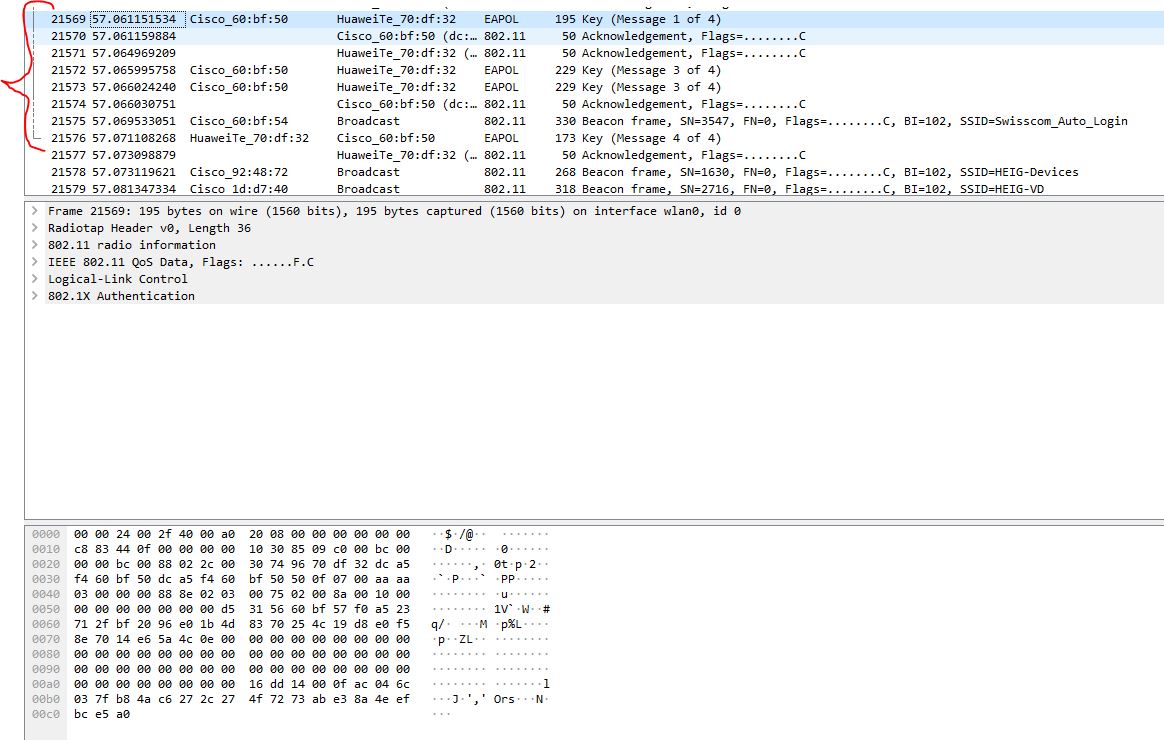 21569 57.061151534 Cisco_60:bf:50 HuaweiTe_70:df:32 EAPOL 195 Key (Message 1 of 4)
21570 57.061159884 Cisco_60:bf:50 (dc:… 802.11 50 Acknowledgement, Flags=........C
21571 57.064969209 HuaweiTe_70:df:32 (… 802.11 50 Acknowledgement, Flags=........C
21572 57.065995758 Cisco_60:bf:50 HuaweiTe_70:df:32 EAPOL 229 Key (Message 3 of 4)
21573 57.066024240 Cisco_60:bf:50 HuaweiTe_70:df:32 EAPOL 229 Key (Message 3 of 4)
21574 57.066030751 Cisco_60:bf:50 (dc:… 802.11 50 Acknowledgement, Flags=........C
21575 57.069533051 Cisco_60:bf:54 Broadcast 802.11 330 Beacon frame, SN=3547, FN=0, Flags=........C, BI=102, SSID=Swisscom_Auto_Login
21576 57.071108268 HuaweiTe_70:df:32 Cisco_60:bf:50 EAPOL 173 Key (Message 4 of 4)
21577 57.073098879 HuaweiTe_70:df:32 (… 802.11 50 Acknowledgement, Flags=........C
21578 57.073119621 Cisco_92:48:72 Broadcast 802.11 268 Beacon frame, SN=1630, FN=0, Flags=........C, BI=102, SSID=HEIG-Devices
21579 57.081347334 Cisco_1d:d7:40 Broadcast 802.11 318 Beacon frame, SN=2716, FN=0, Flags=........C, BI=102, SSID=HEIG-VD
Frame 21569: 195 bytes on wire (1560 bits), 195 bytes captured (1560 bits) on interface wlan0, id 0
Radiotap Header v0, Length 36
802.11 radio information
IEEE 802.11 QoS Data, Flags: ......F.C
Logical-Link Control
802.1X Authentication
0000 00 00 24 00 2f 40 00 a0 20 08 00 00 00 00 00 00 ··$·/@·· ·······
0010 c8 83 44 0f 00 00 00 00 10 30 85 09 c0 00 bc 00 ··D····· ·0······
0020 00 00 bc 00 88 02 2c 00 30 74 96 70 df 32 dc a5 ······,· 0t·p·2··
0030 f4 60 bf 50 dc a5 f4 60 bf 50 50 0f 07 00 aa aa ·`·P···` ·PP·····
0040 03 00 00 00 88 8e 02 03 00 75 02 00 8a 00 10 00 ········ ·u······
0050 00 00 00 00 00 00 00 d5 31 56 60 bf 57 f0 a5 23 ········ 1V`·W··#
0060 71 2f bf 20 96 e0 1b 4d 83 70 25 4c 19 d8 e0 f5 q/· ···M ·p%L····
0070 8e 70 14 e6 5a 4c 0e 00 00 00 00 00 00 00 00 00 ·p··ZL·· ········
0080 00 00 00 00 00 00 00 00 00 00 00 00 00 00 00 00 ········ ········
0090 00 00 00 00 00 00 00 00 00 00 00 00 00 00 00 00 ········ ········
00a0 00 00 00 00 00 00 00 00 16 dd 14 00 0f ac 04 6c ········ ·······l
00b0 03 7f b8 4a c6 27 2c 27 4f 72 73 ab e3 8a 4e ef ···J·',' Ors···N·
00c0 bc e5 a0 ···